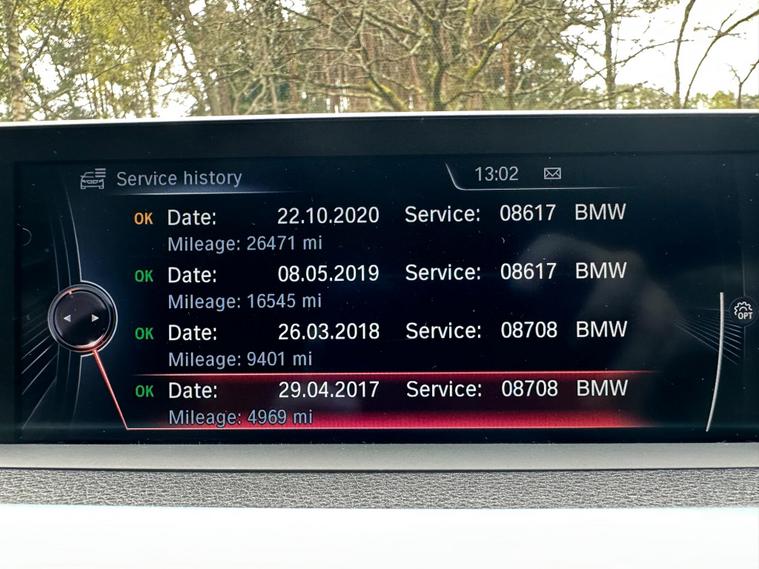 Service history 13:02
OK Date: 22.10.2020 Service: 08617 BMW
Mileage: 26471 mi
OK Date: 08.05.2019 Service: 08617 BMW
Mileage: 16545 mi
OK Date: 26.03.2018 Service: 08708 BMW
Mileage: 9401 mi
OK Date: 29.04.2017 Service: 08708 BMW
Mileage: 4969 mi
OPT